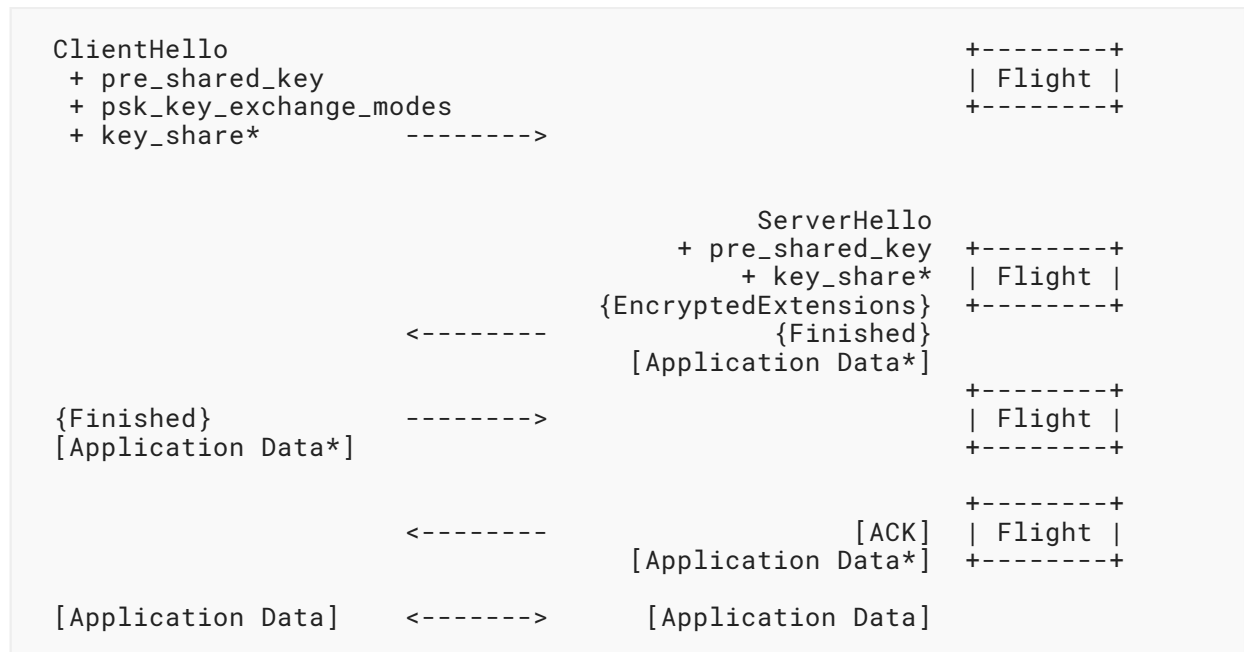 ClientHello                                          +--------+
 + pre_shared_key                                    | Flight |
 + psk_key_exchange_modes                            +--------+
 + key_share*         -------->

                                         ServerHello
                                    + pre_shared_key  +--------+
                                        + key_share*  | Flight |
                               {EncryptedExtensions}  +--------+
                      <--------           {Finished}
                                 [Application Data*]
                                                     +--------+
{Finished}            -------->                      | Flight |
[Application Data*]                                  +--------+

                                                     +--------+
                      <--------                [ACK]  | Flight |
                                 [Application Data*]  +--------+

[Application Data]    <------->   [Application Data]